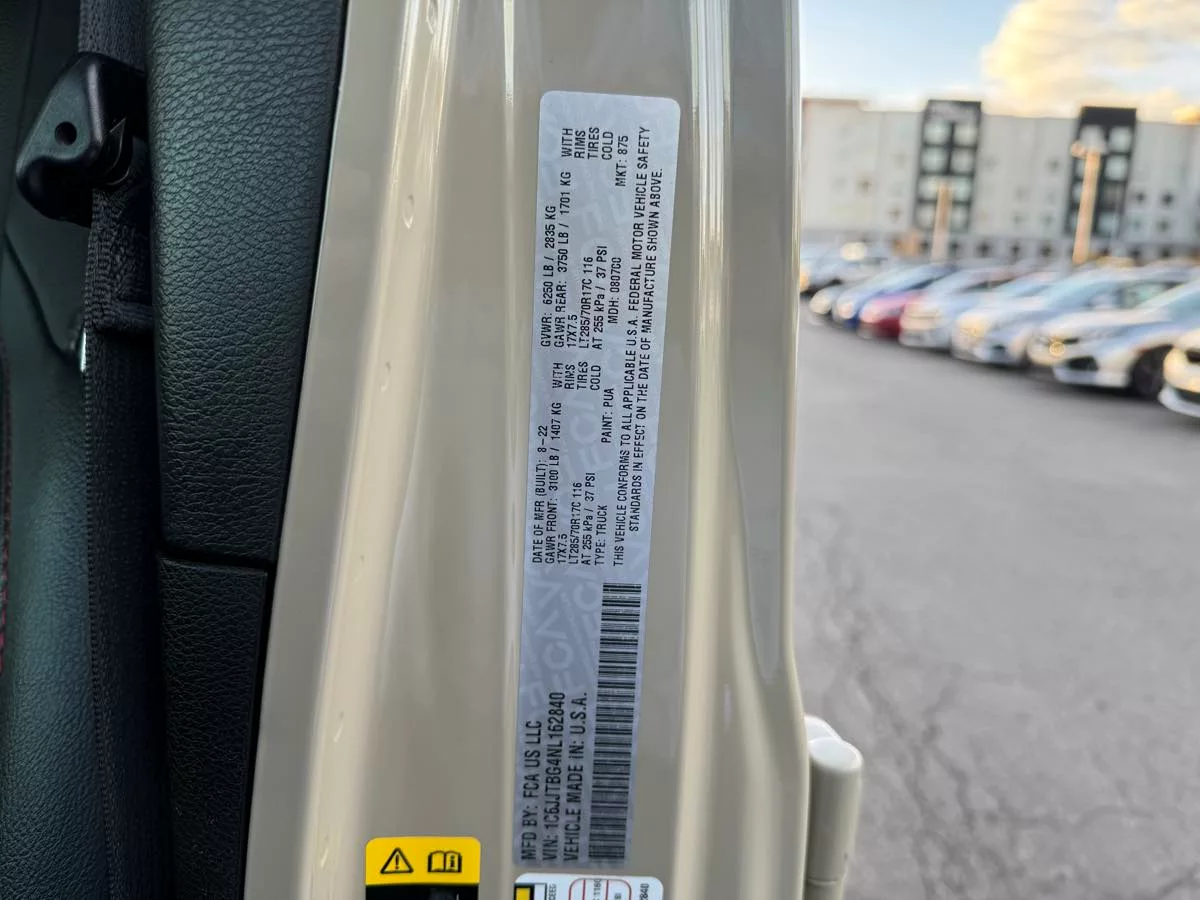 MFD BY: FCA US LLC
VIN: 1C6JJTBG4NL162840
VEHICLE MADE IN: U.S.A.
DATE OF MFR (BUILT): 8-22
GVWR: 6250 LB / 2835 KG
GAWR FRONT: 3100 LB / 1407 KG WITH
17X7.5 RIMS
LT285/70R17C 116 TIRES
AT 255 kPa / 37 PSI COLD
GAWR REAR: 3750 LB / 1701 KG WITH
17X7.5 RIMS
LT285/70R17C 116 TIRES
AT 255 kPa / 37 PSI COLD
TYPE: TRUCK PAINT: PUA MDH: 080700 MKT: 875
THIS VEHICLE CONFORMS TO ALL APPLICABLE U.S.A. FEDERAL MOTOR VEHICLE SAFETY
STANDARDS IN EFFECT ON THE DATE OF MANUFACTURE SHOWN ABOVE.
2840